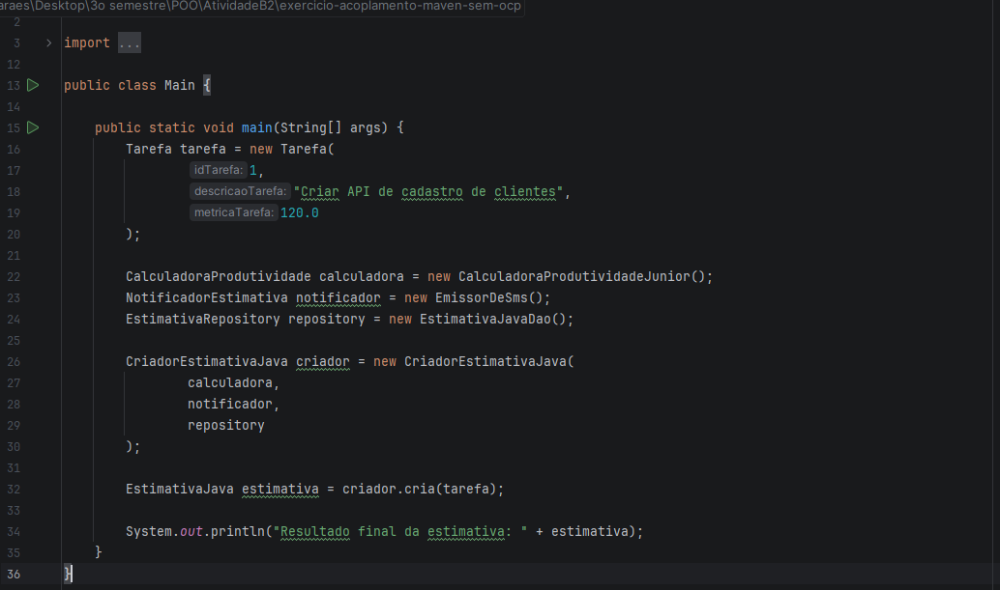 araes\Desktop\3o semestre\POO\AtividadeB2\exercicio-acoplamento-maven-sem-ocp
2
3 import ...
12
13 public class Main {
14
15 public static void main(String[] args) {
16 Tarefa tarefa = new Tarefa(
17 idTarefa: 1,
18 descricaoTarefa: "Criar API de cadastro de clientes",
19 metricaTarefa: 120.0
20 );
21
22 CalculadoraProdutividade calculadora = new CalculadoraProdutividadeJunior();
23 NotificadorEstimativa notificador = new EmissorDeSms();
24 EstimativaRepository repository = new EstimativaJavaDao();
25
26 CriadorEstimativaJava criador = new CriadorEstimativaJava(
27 calculadora,
28 notificador,
29 repository
30 );
31
32 EstimativaJava estimativa = criador.cria(tarefa);
33
34 System.out.println("Resultado final da estimativa: " + estimativa);
35 }
36 }